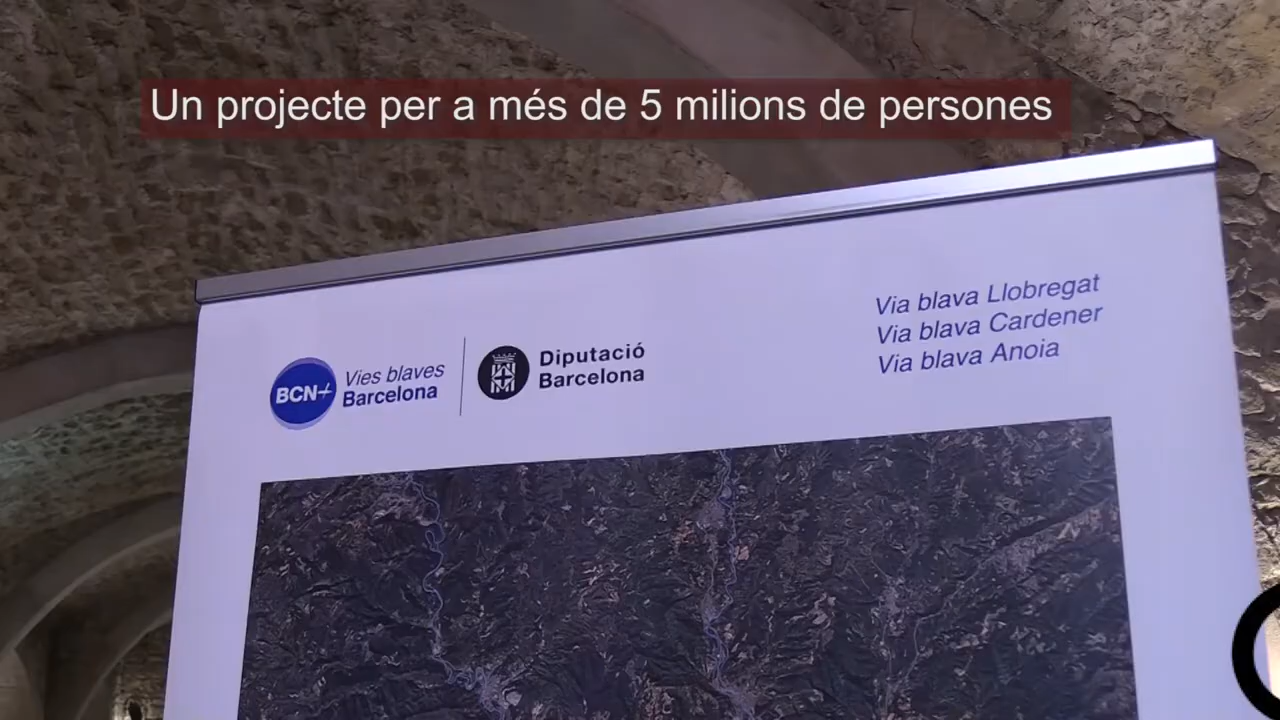 Un projecte per a més de 5 milions de persones
Via blava Llobregat
Via blava Cardener
Via blava Anoia
BCN+
Vies blaves
Barcelona
Diputació
Barcelona